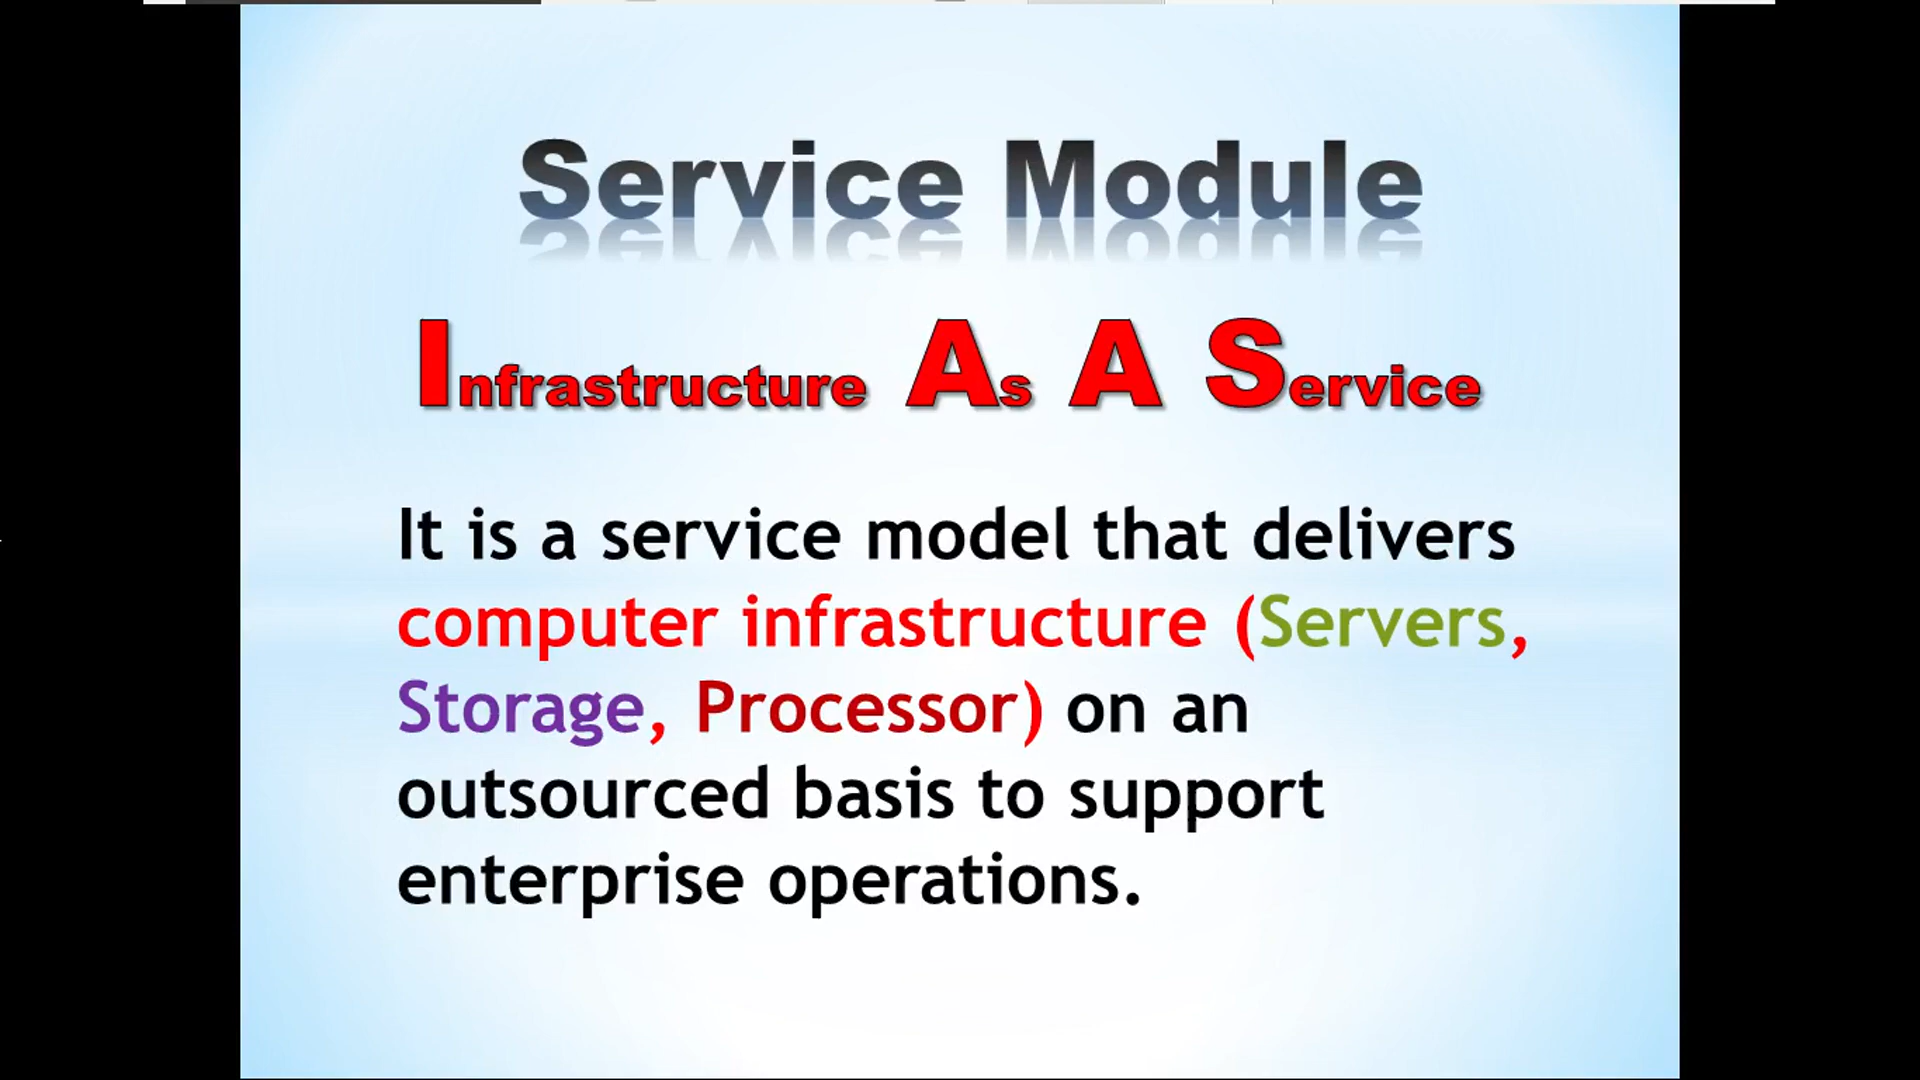 Service Module
Infrastructure As A Service
It is a service model that delivers
computer infrastructure (Servers,
Storage, Processor) on an
outsourced basis to support
enterprise operations.